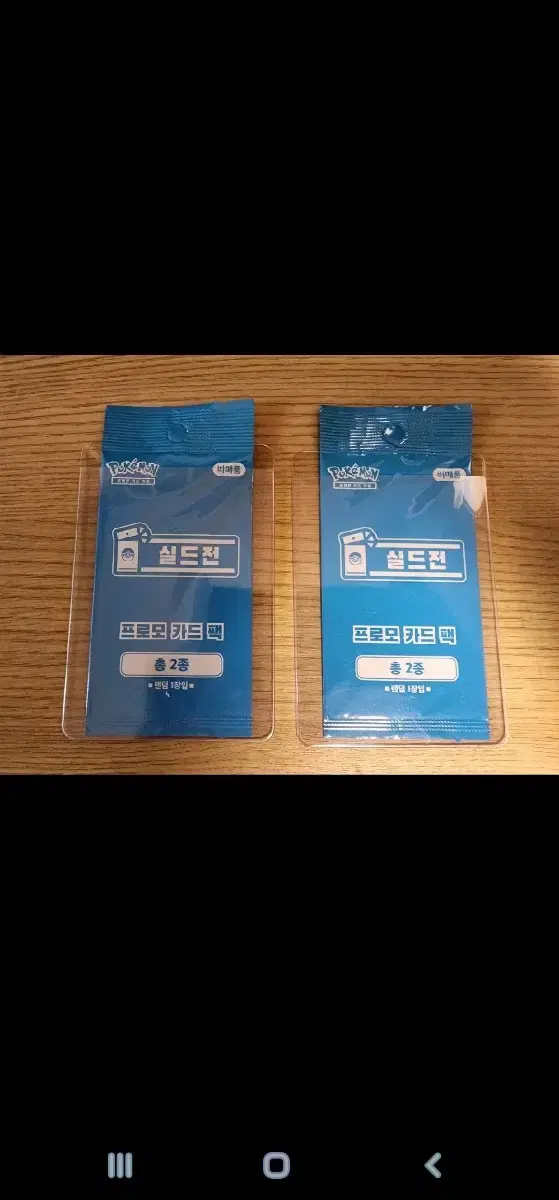 POKÉMON
비매품
실드전
프로모 카드 팩
총 2종
랜덤 1장입
POKÉMON
비매품
실드전
프로모 카드 팩
총 2종
랜덤 1장입